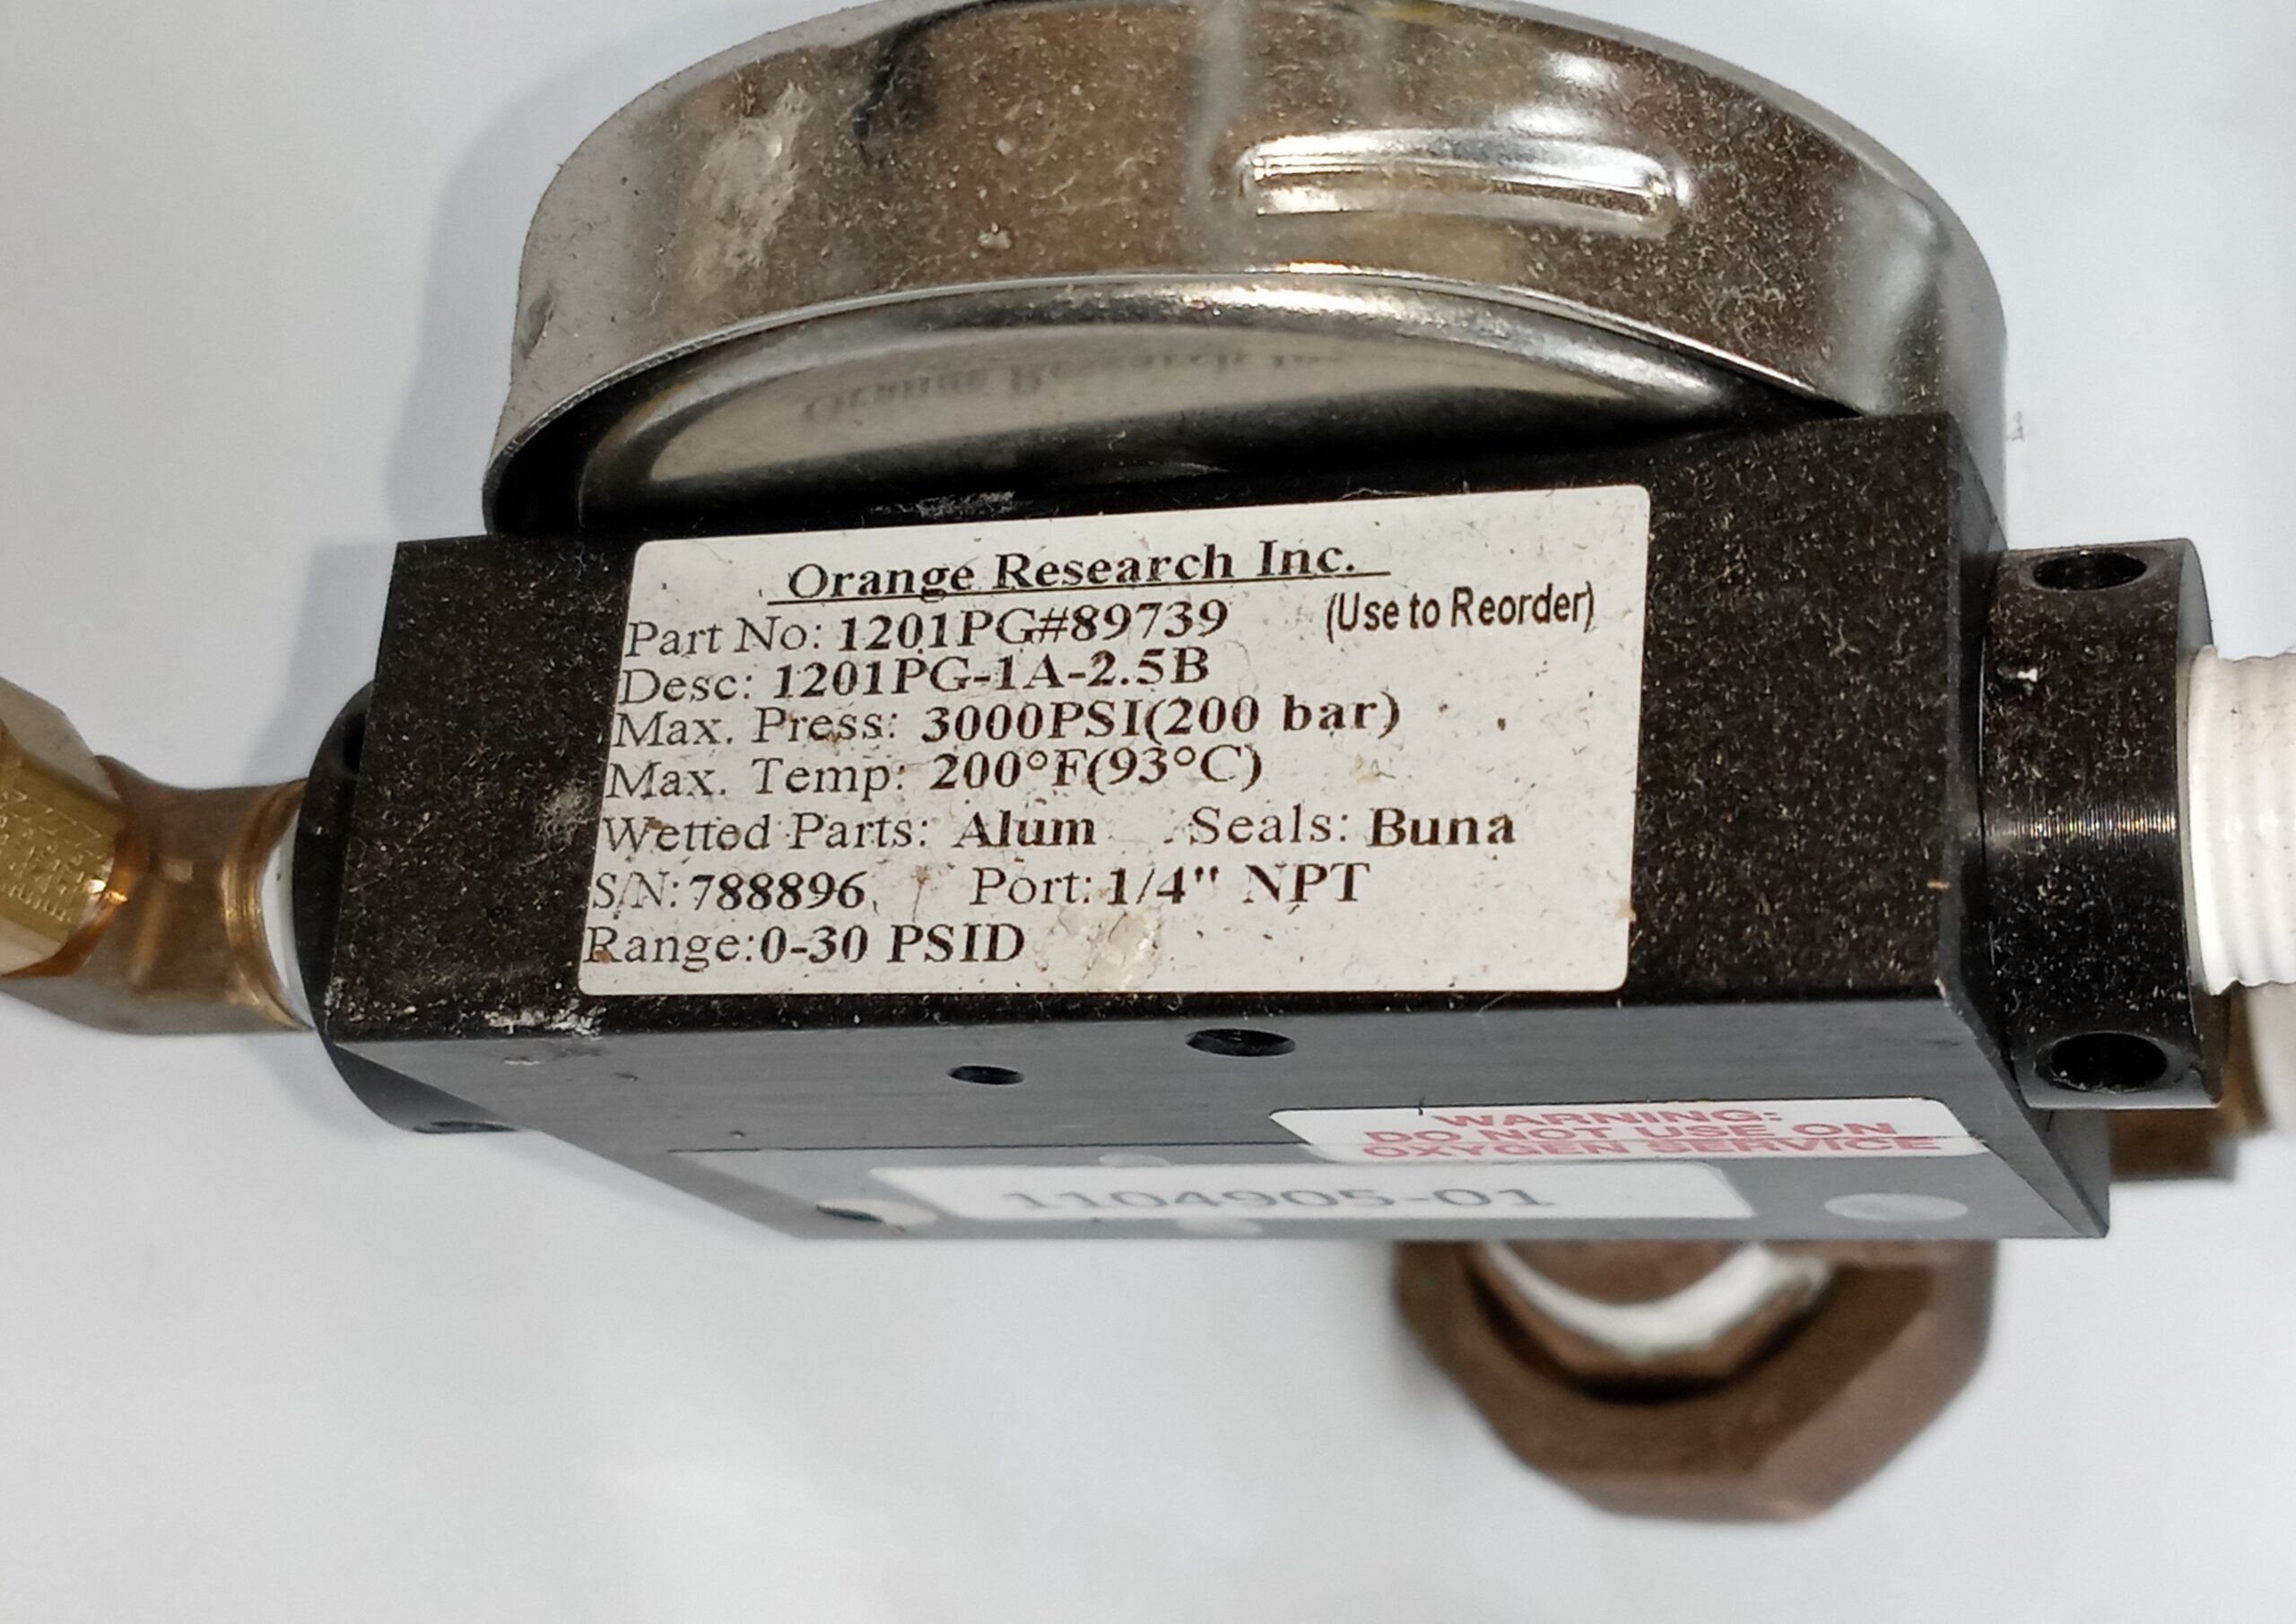 Orange Research Inc.
Part No: 1201PG#89739 (Use to Reorder)
Desc: 1201PG-1A-2.5B
Max. Press: 3000PSI(200 bar)
Max. Temp: 200°F(93°C)
Wetted Parts: Alum Seals: Buna
S/N: 788896 Port: 1/4" NPT
Range:0-30 PSID
WARNING:
DO NOT USE ON
OXYGEN SERVICE
1104905-01